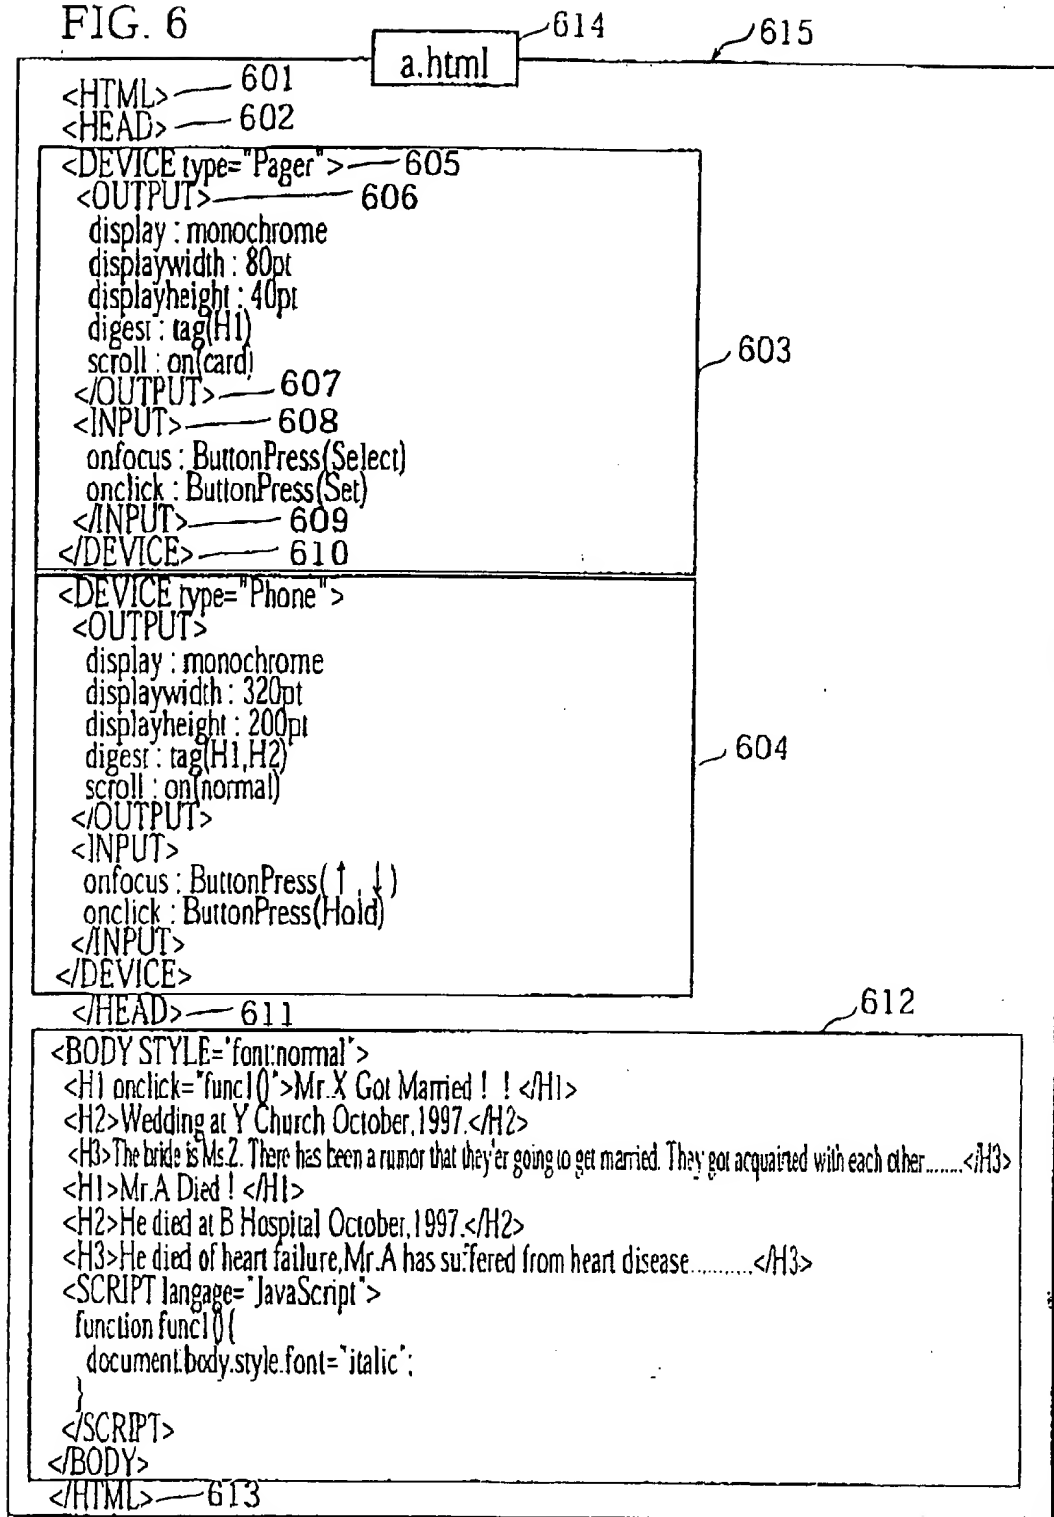 FIG. 6
614
615
a.html
<HTML> 601
<HEAD> 602
<DEVICE type="Pager"> 605
<OUTPUT> 606
display : monochrome
displaywidth : 80pt
displayheight : 40pt
digest : tag(H1)
scroll : on(card)
603
</OUTPUT> 607
<INPUT> 608
onfocus : ButtonPress(Select)
onclick : ButtonPress(Set)
</INPUT> 609
</DEVICE> 610
<DEVICE type="Phone">
<OUTPUT>
display : monochrome
displaywidth : 320pt
displayheight : 200pt
digest : tag(H1,H2)
604
scroll : on(normal)
</OUTPUT>
<INPUT>
onfocus : ButtonPress(↑,↓)
onclick : ButtonPress(Hold)
</INPUT>
</DEVICE>
</HEAD> 611
612
<BODY STYLE="font:normal">
<H1 onclick="func1()">Mr.X Got Married ! ! </H1>
<H2>Wedding at Y Church October,1997.</H2>
<H3>The bride is Ms.Z. There has been a rumor that they'er going to get married. They got acquainted with each other........</H3>
<H1>Mr.A Died ! </H1>
<H2>He died at B Hospital October,1997.</H2>
<H3>He died of heart failure,Mr.A has suffered from heart disease...........</H3>
<SCRIPT langage="JavaScript">
function func1(){
document.body.style.font="italic";
}
</SCRIPT>
</BODY>
</HTML> 613